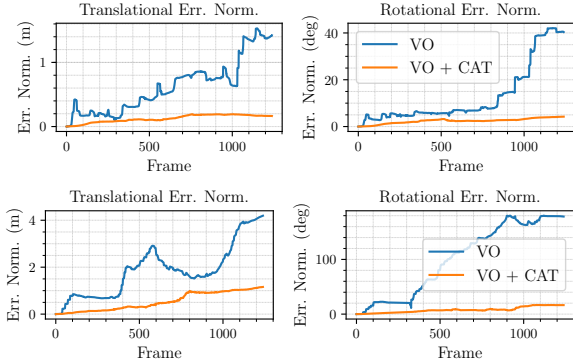 Translational Err. Norm.
Err. Norm. (m)
1
0
0
500
1000
Frame
Rotational Err. Norm.
Err. Norm. (deg)
40
20
0
VO
VO + CAT
0
500
1000
Frame
Translational Err. Norm.
Err. Norm. (m)
4
2
0
0
500
1000
Frame
Rotational Err. Norm.
Err. Norm. (deg)
100
0
VO
VO + CAT
0
500
1000
Frame